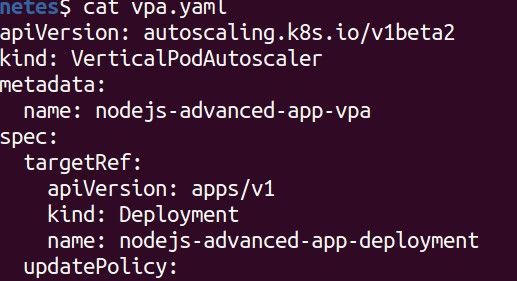 netes$ cat vpa.yaml
apiVersion: autoscaling.k8s.io/v1beta2
kind: VerticalPodAutoscaler
metadata:
  name: nodejs-advanced-app-vpa
spec:
  targetRef:
    apiVersion: apps/v1
    kind: Deployment
    name: nodejs-advanced-app-deployment
  updatePolicy: